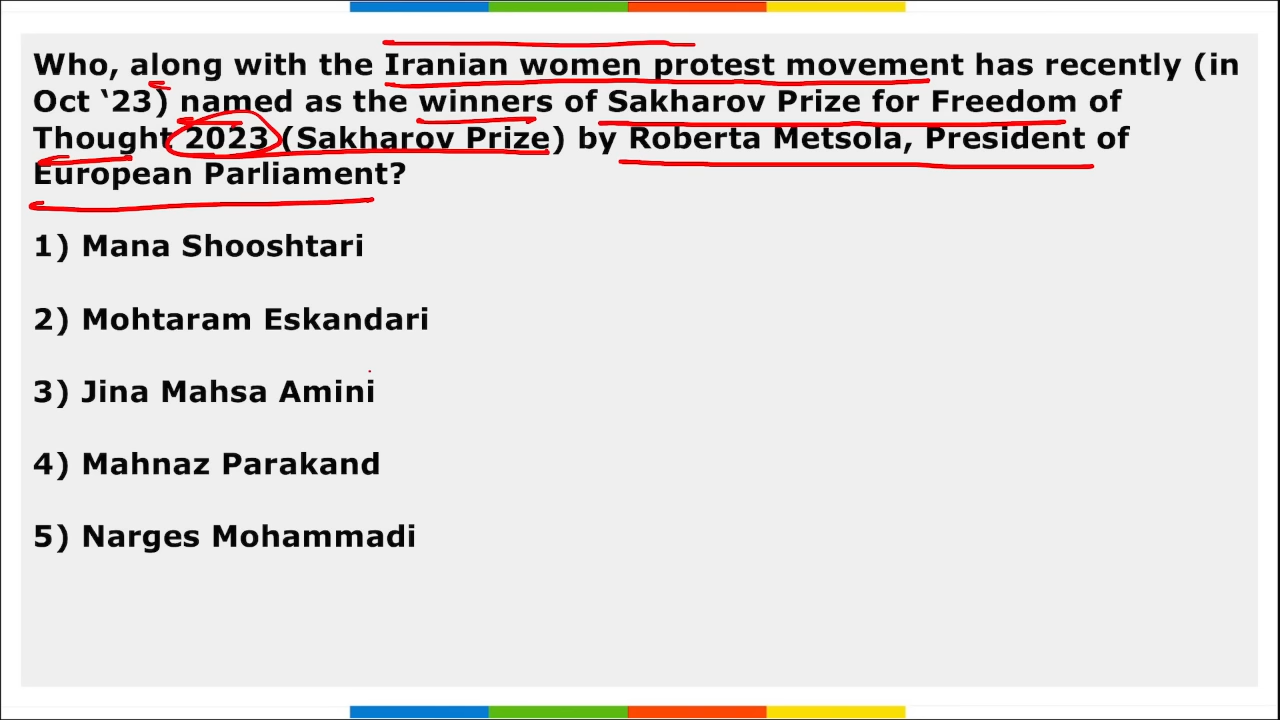 Who, along with the Iranian women protest movement has recently (in
Oct ‘23) named as the winners of Sakharov Prize for Freedom of
Thought 2023 (Sakharov Prize) by Roberta Metsola, President of
European Parliament?
1) Mana Shooshtari
2) Mohtaram Eskandari
3) Jina Mahsa Amini
4) Mahnaz Parakand
5) Narges Mohammadi